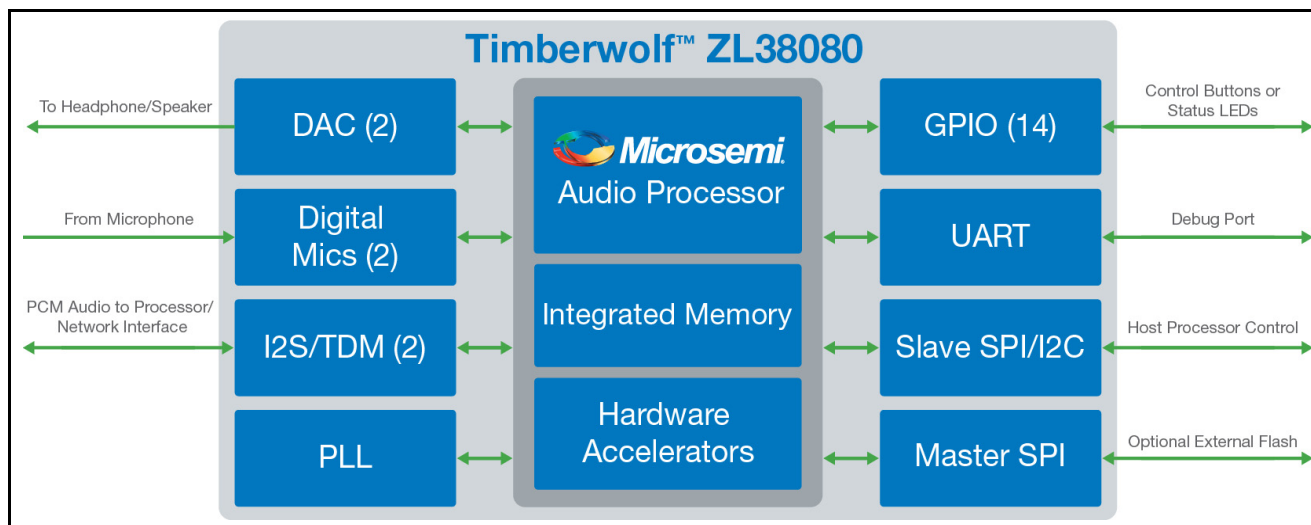 Timberwolf™ ZL38080
To Headphone/Speaker
DAC (2)
From Microphone
Digital
Mics (2)
PCM Audio to Processor/
Network Interface
I2S/TDM (2)
PLL
Microsemi.
Audio Processor
Integrated Memory
Hardware
Accelerators
GPIO (14)
Control Buttons or
Status LEDs
UART
Debug Port
Slave SPI/I2C
Host Processor Control
Master SPI
Optional External Flash